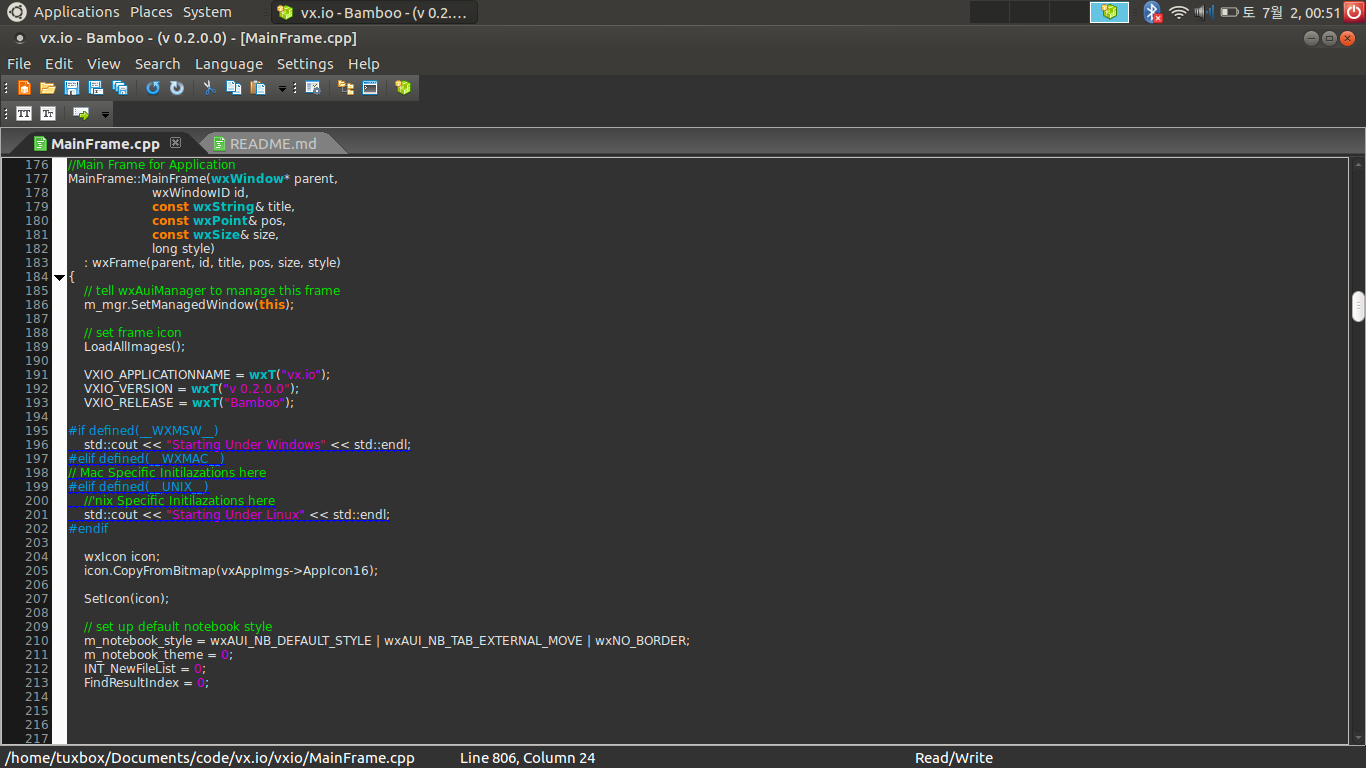 Applications Places System
vx.io - Bamboo - (v 0.2....
토 7월 2, 00:51
vx.io - Bamboo - (v 0.2.0.0) - [MainFrame.cpp]
File Edit View Search Language Settings Help
TT Tт
MainFrame.cpp README.md
176 //Main Frame for Application
177 MainFrame::MainFrame(wxWindow* parent,
178 wxWindowID id,
179 const wxString& title,
180 const wxPoint& pos,
181 const wxSize& size,
182 long style)
183 : wxFrame(parent, id, title, pos, size, style)
184 {
185 // tell wxAuiManager to manage this frame
186 m_mgr.SetManagedWindow(this);
187
188 // set frame icon
189 LoadAllImages();
190
191 VXIO_APPLICATIONNAME = wxT("vx.io");
192 VXIO_VERSION = wxT("v 0.2.0.0");
193 VXIO_RELEASE = wxT("Bamboo");
194
195 #if defined(__WXMSW__)
196 std::cout << "Starting Under Windows" << std::endl;
197 #elif defined(__WXMAC__)
198 // Mac Specific Initilazations here
199 #elif defined(__UNIX__)
200 //'nix Specific Initilazations here
201 std::cout << "Starting Under Linux" << std::endl;
202 #endif
203
204 wxIcon icon;
205 icon.CopyFromBitmap(vxAppImgs->AppIcon16);
206
207 SetIcon(icon);
208
209 // set up default notebook style
210 m_notebook_style = wxAUI_NB_DEFAULT_STYLE | wxAUI_NB_TAB_EXTERNAL_MOVE | wxNO_BORDER;
211 m_notebook_theme = 0;
212 INT_NewFileList = 0;
213 FindResultIndex = 0;
214
215
216
217
/home/tuxbox/Documents/code/vx.io/vxio/MainFrame.cpp Line 806, Column 24 Read/Write